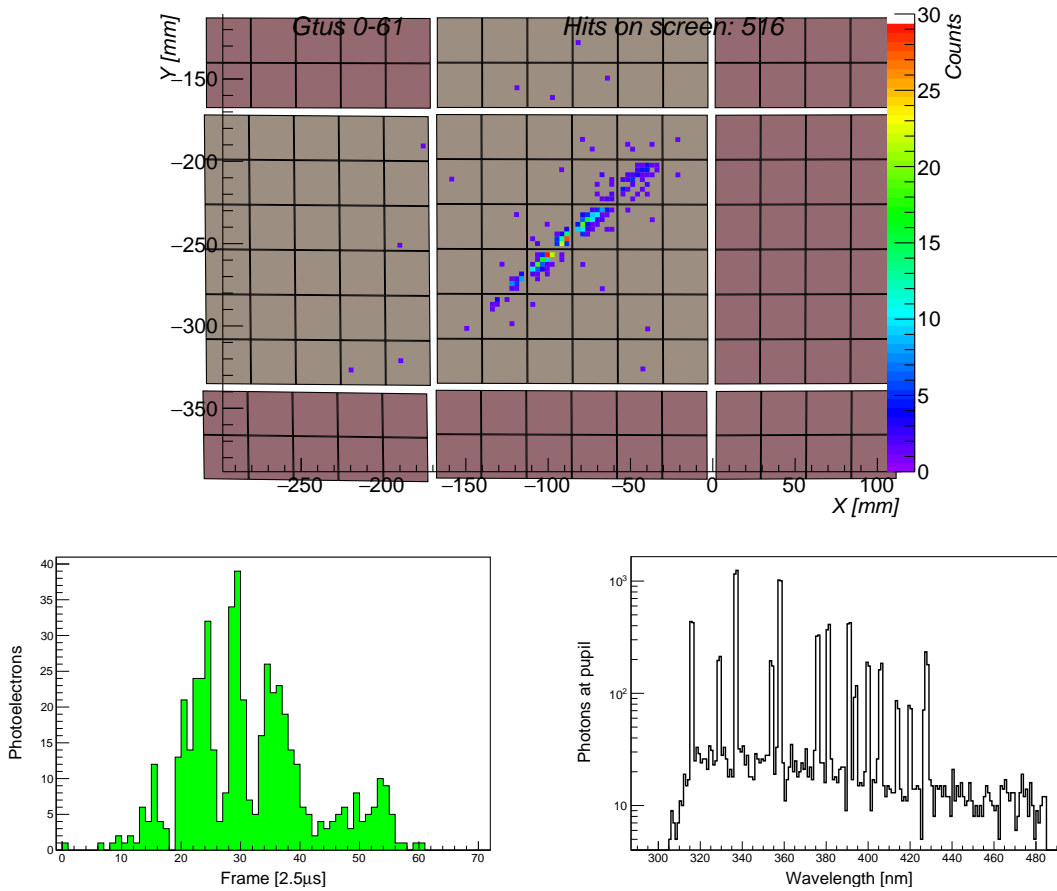 Gtus 0-61 Hits on screen: 516
Y [mm]
−150
−200
−250
−300
−350
−250 −200 −150 −100 −50 0 50 100
X [mm]
30
25
20
15
10
5
0
Counts
40
35
30
25
20
15
10
5
0
Photoelectrons
0 10 20 30 40 50 60 70
Frame [2.5μs]
10³
10²
10
Photons at pupil
300 320 340 360 380 400 420 440 460 480
Wavelength [nm]